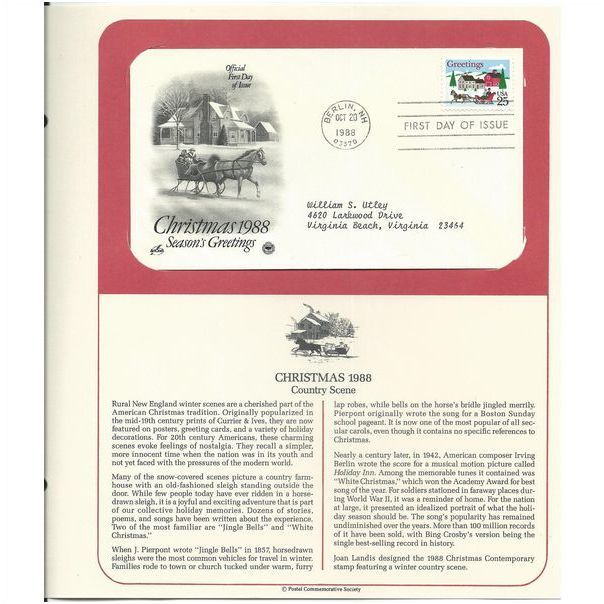 Official
First Day
of Issue
Greetings
USA
25
BERLIN, NH
OCT 20
1988
03570
FIRST DAY OF ISSUE
William S. Utley
4620 Larkwood Drive
Virginia Beach, Virginia 23454
Christmas 1988
Season's Greetings
CHRISTMAS 1988
Country Scene
Rural New England winter scenes are a cherished part of the
American Christmas tradition. Originally popularized in
the mid-19th century prints of Currier & Ives, they are now
featured on posters, greeting cards, and a variety of holiday
decorations. For 20th century Americans, these charming
scenes evoke feelings of nostalgia. They recall a simpler,
more innocent time when the nation was in its youth and
not yet faced with the pressures of the modern world.
Many of the snow-covered scenes picture a country farm-
house with an old-fashioned sleigh standing outside the
door. While few people today have ever ridden in a horse-
drawn sleigh, it is a joyful and exciting adventure that is part
of our collective holiday memories. Dozens of stories,
poems, and songs have been written about the experience.
Two of the most familiar are "Jingle Bells" and "White
Christmas."
When J. Pierpont wrote "Jingle Bells" in 1857, horsedrawn
sleighs were the most common vehicles for travel in winter.
Families rode to town or church tucked under warm, furry
lap robes, while bells on the horse's bridle jingled merrily.
Pierpont originally wrote the song for a Boston Sunday
school pageant. It is now one of the most popular of all sec-
ular carols, even though it contains no specific references to
Christmas.
Nearly a century later, in 1942, American composer Irving
Berlin wrote the score for a musical motion picture called
Holiday Inn. Among the memorable tunes it contained was
"White Christmas," which won the Academy Award for best
song of the year. For soldiers stationed in faraway places dur-
ing World War II, it was a reminder of home. For the nation
at large, it presented an idealized portrait of what the holi-
day season should be. The song's popularity has remained
undiminished over the years. More than 100 million records
of it have been sold, with Bing Crosby's version being the
single best-selling record in history.
Joan Landis designed the 1988 Christmas Contemporary
stamp featuring a winter country scene.
© Postal Commemorative Society